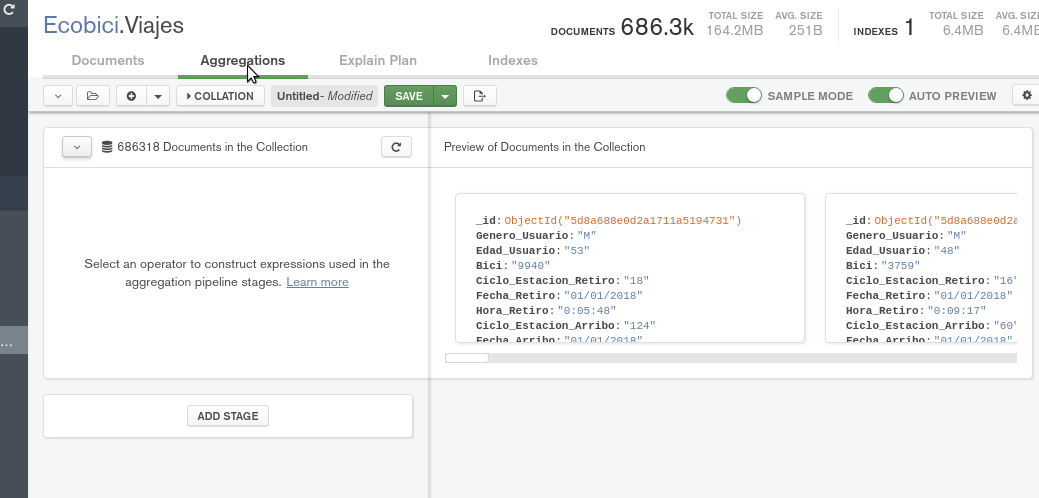 Ecobici.Viajes
DOCUMENTS 686.3k
TOTAL SIZE
164.2MB
AVG. SIZE
251B
INDEXES 1
TOTAL SIZE
6.4MB
AVG. SIZ
6.4M
Documents
Aggregations
Explain Plan
Indexes
COLLATION
Untitled- Modified
SAVE
SAMPLE MODE
AUTO PREVIEW
686318 Documents in the Collection
Preview of Documents in the Collection
Select an operator to construct expressions used in the
aggregation pipeline stages. Learn more
_id: ObjectId("5d8a688e0d2a1711a5194731")
Genero_Usuario: "M"
Edad_Usuario: "53"
Bici: "9940"
Ciclo_Estacion_Retiro: "18"
Fecha_Retiro: "01/01/2018"
Hora_Retiro: "0:05:48"
Ciclo_Estacion_Arribo: "124"
Fecha_Arribo: "01/01/2018"
_id: ObjectId("5d8a688e0d2a
Genero_Usuario: "M"
Edad_Usuario: "48"
Bici: "3759"
Ciclo_Estacion_Retiro: "16"
Fecha_Retiro: "01/01/2018"
Hora_Retiro: "0:09:17"
Ciclo_Estacion_Arribo: "60"
Fecha_Arribo: "01/01/2018"
ADD STAGE
...